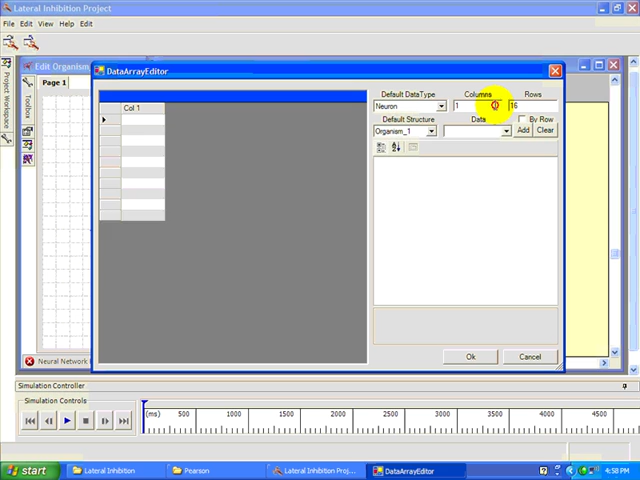 Lateral Inhibition Project
File Edit View Help Edit
Edit Organism
Page 1
Project Workspace
Toolbox
DataArrayEditor
Col 1
Default DataType Columns Rows
Neuron 1 16
Default Structure Data By Row
Organism_1 Add Clear
Ok Cancel
Neural Network
Simulation Controller
Simulation Controls
(ms) 500 1000 1500 2000 2500 3000 3500 4000 4500
start Lateral Inhibition Pearson Lateral Inhibition Proj... DataArrayEditor 4:58 PM